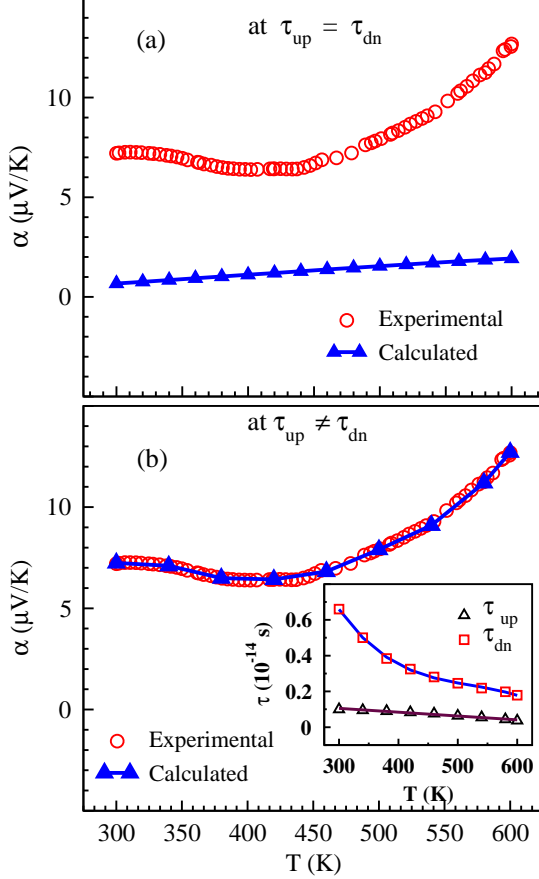 (a)
at τup = τdn
10
5
0
α (μV/K)
Experimental
Calculated
(b)
at τup ≠ τdn
10
5
0
α (μV/K)
Experimental
Calculated
300 350 400 450 500 550 600
T (K)
0.6
0.4
0.2
0
τ (10-14 s)
τ up
τdn
300 400 500 600
T (K)